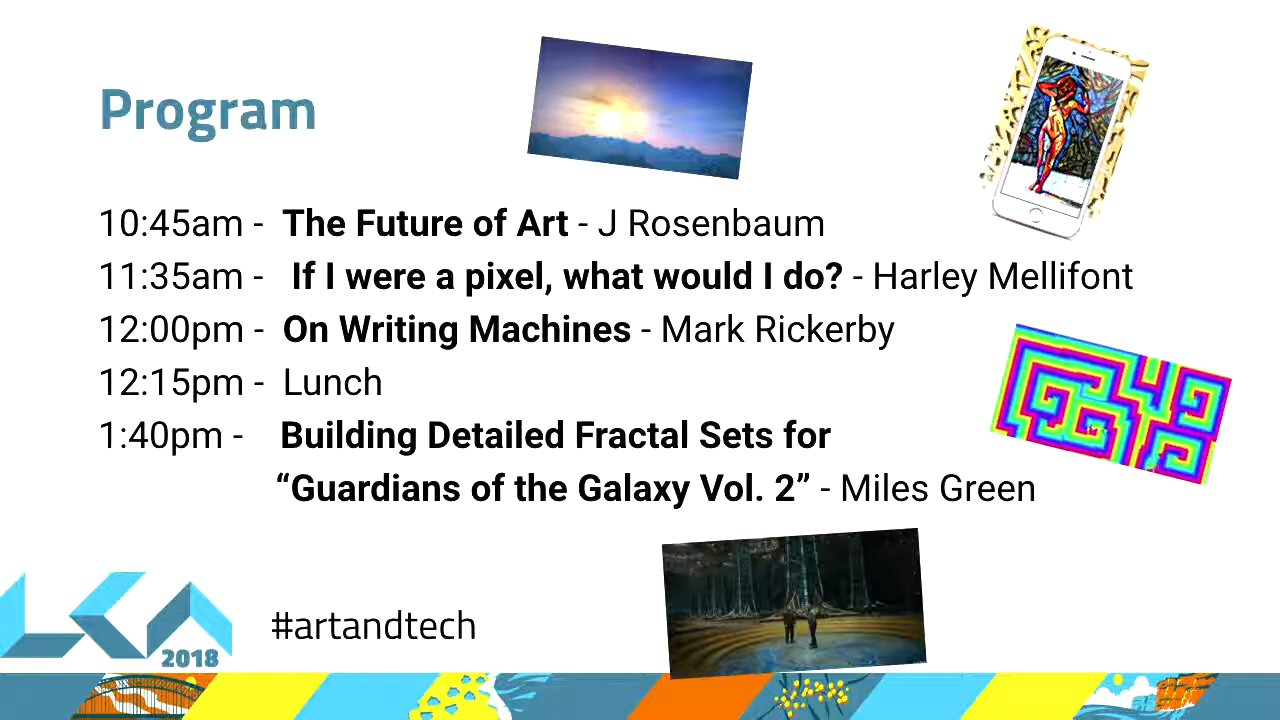 Program
10:45am - The Future of Art - J Rosenbaum
11:35am - If I were a pixel, what would I do? - Harley Mellifont
12:00pm - On Writing Machines - Mark Rickerby
12:15pm - Lunch
1:40pm - Building Detailed Fractal Sets for
“Guardians of the Galaxy Vol. 2” - Miles Green
LCA
2018
#artandtech